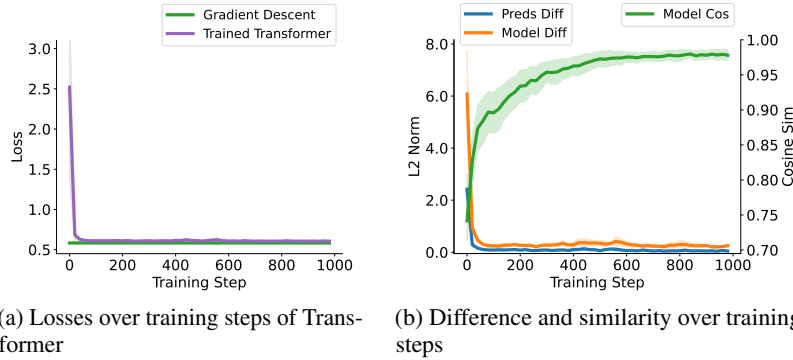 Gradient Descent
Trained Transformer
3.0
2.5
2.0
1.5
1.0
0.5
Loss
0 200 400 600 800 1000
Training Step
Preds Diff
Model Diff
Model Cos
8.0
6.0
4.0
2.0
0.0
L2 Norm
1.00
0.95
0.90
0.85
0.80
0.75
0.70
Cosine Sim
0 200 400 600 800 1000
Training Step
(a) Losses over training steps of Trans-
former
(b) Difference and similarity over training
steps